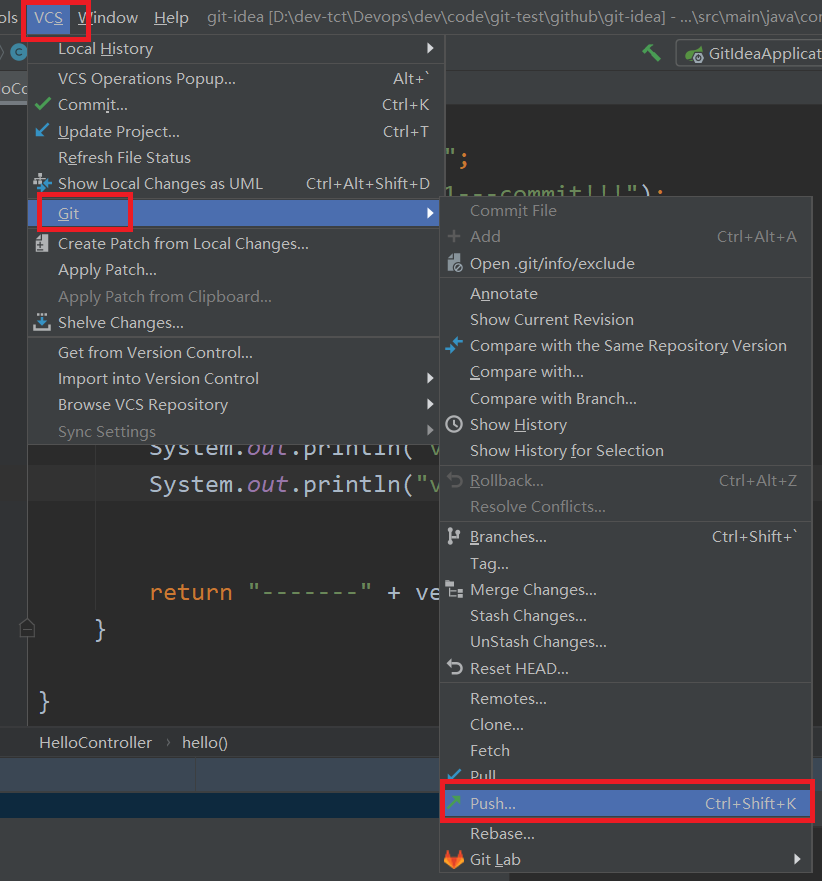 ols VCS Window Help git-idea [D:\dev-tct\Devops\dev\code\git-test\github\git-idea] - ...\src\main\java\cor
Local History
GitIdeaApplicat
VCS Operations Popup... Alt+`
Commit... Ctrl+K
Update Project... Ctrl+T
Refresh File Status
Show Local Changes as UML Ctrl+Alt+Shift+D
Git
Create Patch from Local Changes...
Apply Patch...
Apply Patch from Clipboard...
Shelve Changes...
Get from Version Control...
Import into Version Control
Browse VCS Repository
Sync Settings
";
---commit!!!");
Commit File
Add Ctrl+Alt+A
Open .git/info/exclude
Annotate
Show Current Revision
Compare with the Same Repository Version
Compare with...
Compare with Branch...
Show History
Show History for Selection
Rollback... Ctrl+Alt+Z
Resolve Conflicts...
Branches... Ctrl+Shift+`
Tag...
Merge Changes...
Stash Changes...
UnStash Changes...
Reset HEAD...
Remotes...
Clone...
Fetch
Pull
Push... Ctrl+Shift+K
Rebase...
Git Lab
System.out.println("v
System.out.println("v
return "-------" + ve
}
}
HelloController › hello()